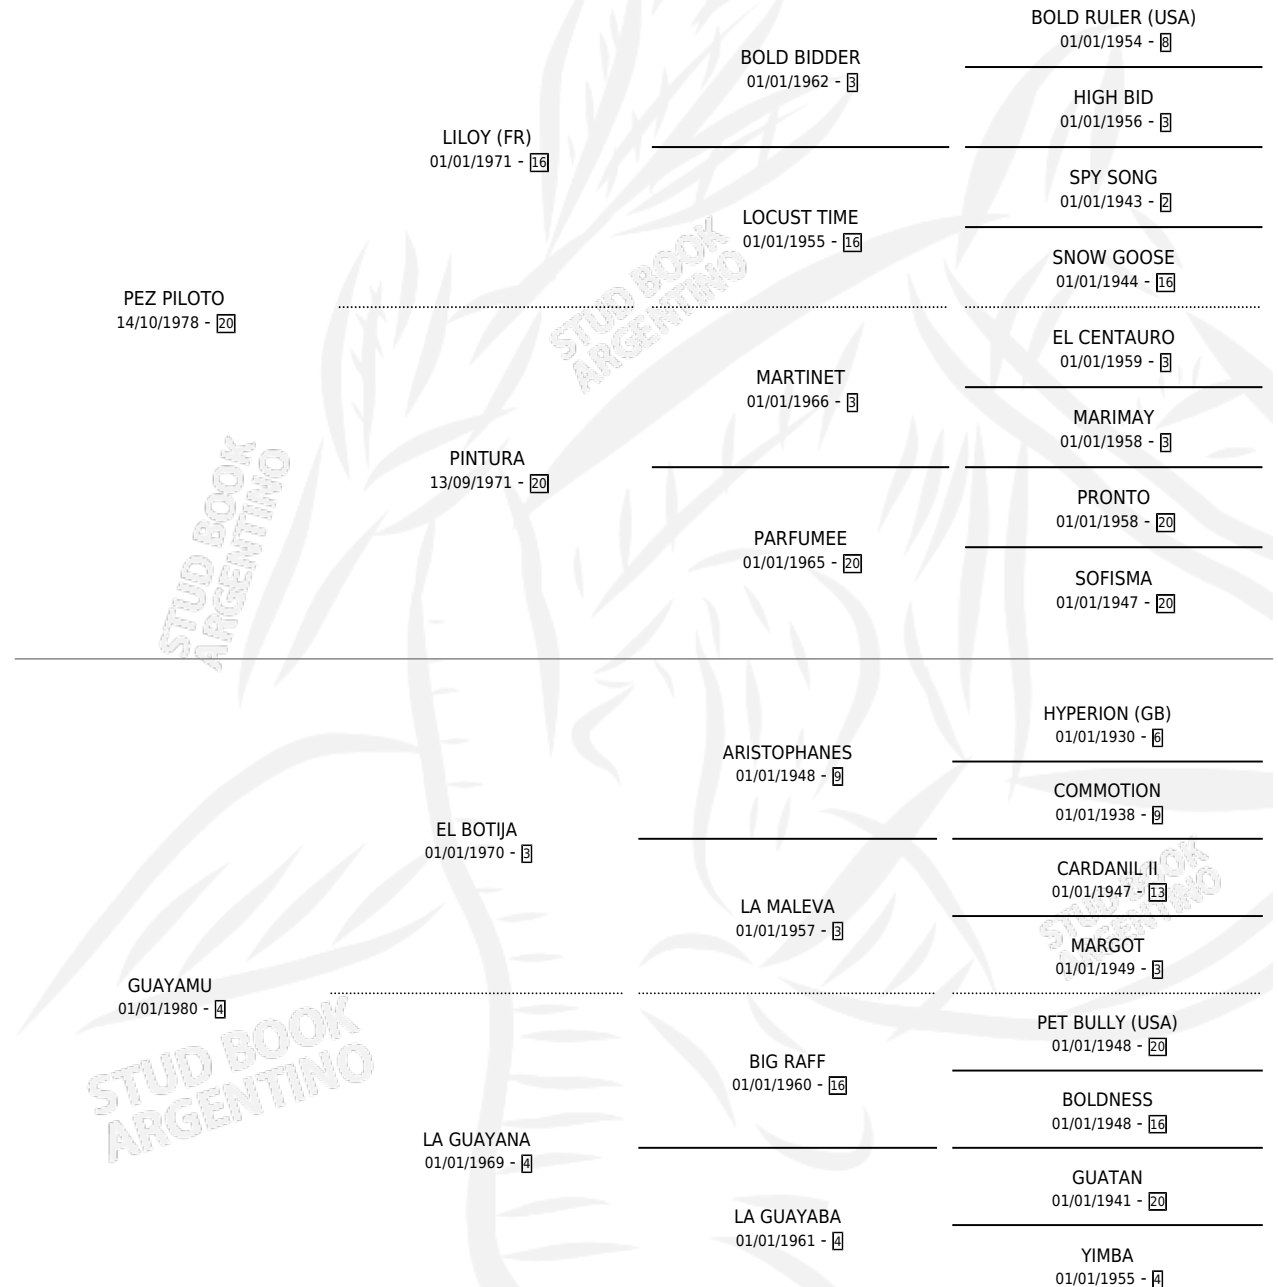 BOLD RULER (USA)
01/01/1954 - 8
BOLD BIDDER
01/01/1962 - 3
HIGH BID
01/01/1956 - 3
LILOY (FR)
01/01/1971 - 16
SPY SONG
01/01/1943 - 2
LOCUST TIME
01/01/1955 - 16
SNOW GOOSE
01/01/1944 - 16
PEZ PILOTO
14/10/1978 - 20
STUD BOOK
ARGENTINO
EL CENTAURO
01/01/1959 - 3
MARTINET
01/01/1966 - 3
MARIMAY
01/01/1958 - 3
PINTURA
13/09/1971 - 20
PRONTO
01/01/1958 - 20
PARFUMEE
01/01/1965 - 20
SOFISMA
01/01/1947 - 20
STUD BOOK
ARGENTINO
HYPERION (GB)
01/01/1930 - 6
ARISTOPHANES
01/01/1948 - 9
COMMOTION
01/01/1938 - 9
EL BOTIJA
01/01/1970 - 3
CARDANIL II
01/01/1947 - 13
LA MALEVA
01/01/1957 - 3
MARGOT
01/01/1949 - 3
STUD BOOK
ARGENTINO
GUAYAMU
01/01/1980 - 4
STUD BOOK
ARGENTINO
PET BULLY (USA)
01/01/1948 - 20
BIG RAFF
01/01/1960 - 16
BOLDNESS
01/01/1948 - 16
LA GUAYANA
01/01/1969 - 4
GUATAN
01/01/1941 - 20
LA GUAYABA
01/01/1961 - 4
YIMBA
01/01/1955 - 4